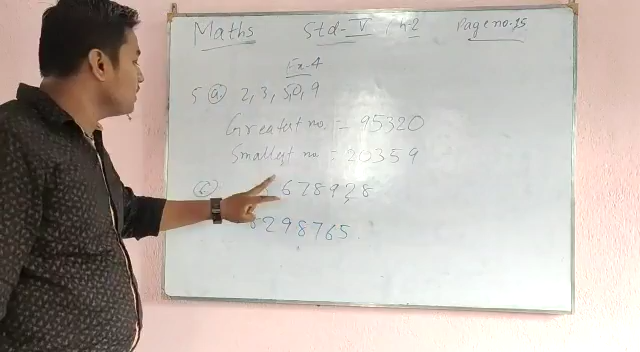 Maths Std-V Ch-2 Page no.15
Ex-4
5 (a) 2, 3, 5, 0, 9
Greatest no. = 95320
Smallest no. = 20359
(c) 678928
298765